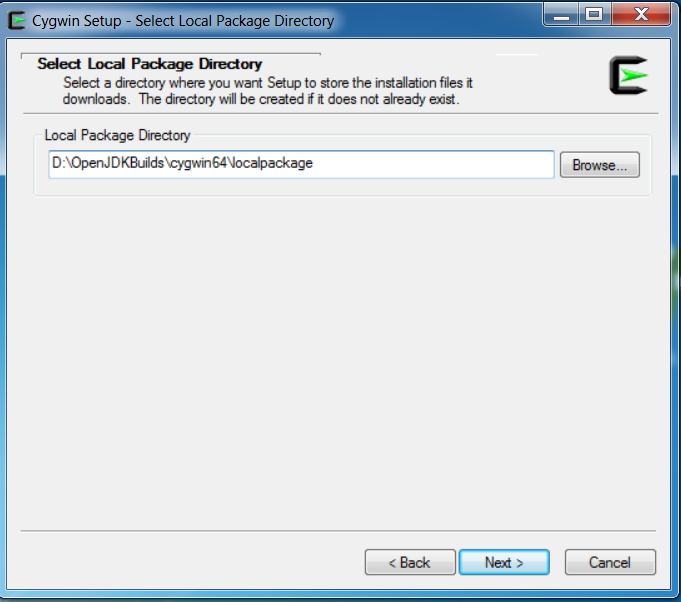 Cygwin Setup - Select Local Package Directory
Select Local Package Directory
Select a directory where you want Setup to store the installation files it
downloads. The directory will be created if it does not already exist.
Local Package Directory
D:\OpenJDKBuilds\cygwin64\localpackage
Browse...
< Back
Next >
Cancel